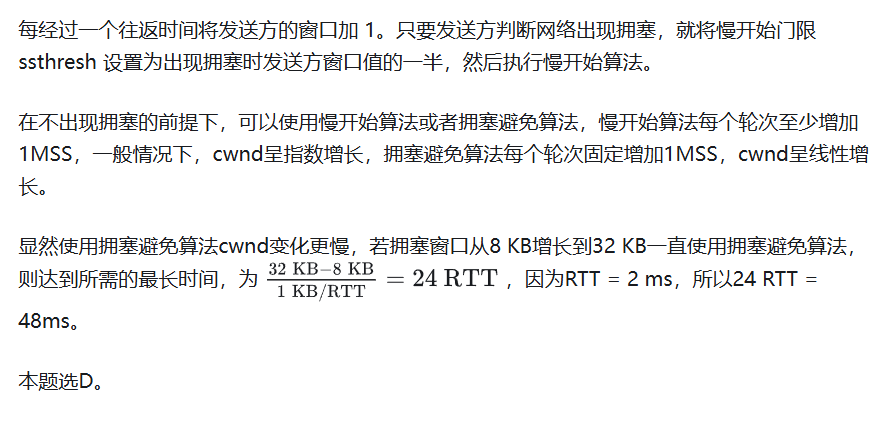 每经过一个往返时间将发送方的窗口加 1。只要发送方判断网络出现拥塞，就将慢开始门限
ssthresh 设置为出现拥塞时发送方窗口值的一半，然后执行慢开始算法。
在不出现拥塞的前提下，可以使用慢开始算法或者拥塞避免算法，慢开始算法每个轮次至少增加
1MSS，一般情况下，cwnd呈指数增长，拥塞避免算法每个轮次固定增加1MSS，cwnd呈线性增
长。
显然使用拥塞避免算法cwnd变化更慢，若拥塞窗口从8 KB增长到32 KB一直使用拥塞避免算法，
则达到所需的最长时间，为 \frac{32 KB−8 KB}{1 KB/RTT} = 24 RTT ，因为RTT = 2 ms，所以24 RTT =
48ms。
本题选D。